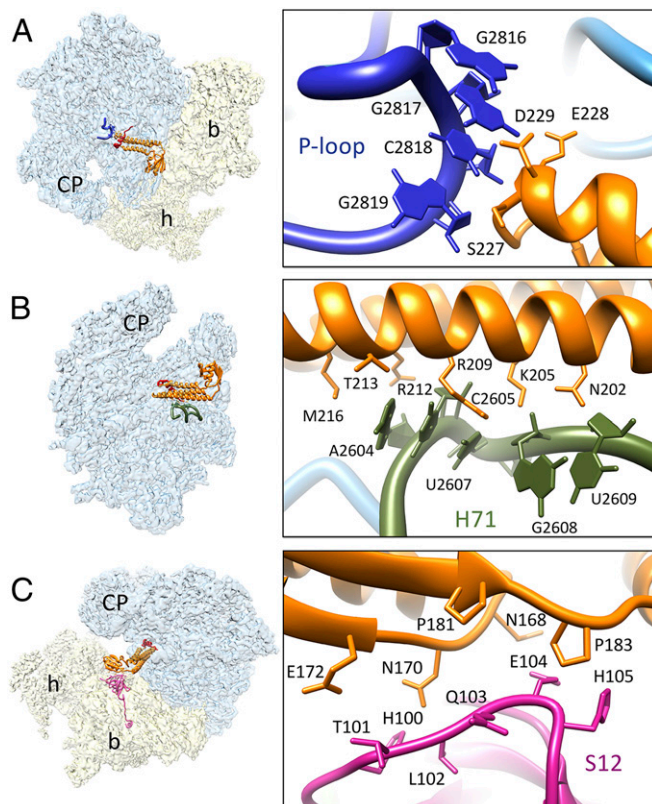 A
b
CP
h
G2816
G2817
D229
E228
P-loop
C2818
G2819
S227
B
CP
R209
K205
T213
C2605
N202
R212
M216
A2604
U2607
U2609
H71
G2608
C
CP
h
b
P181
N168
P183
E172
N170
E104
H105
Q103
H100
T101
S12
L102